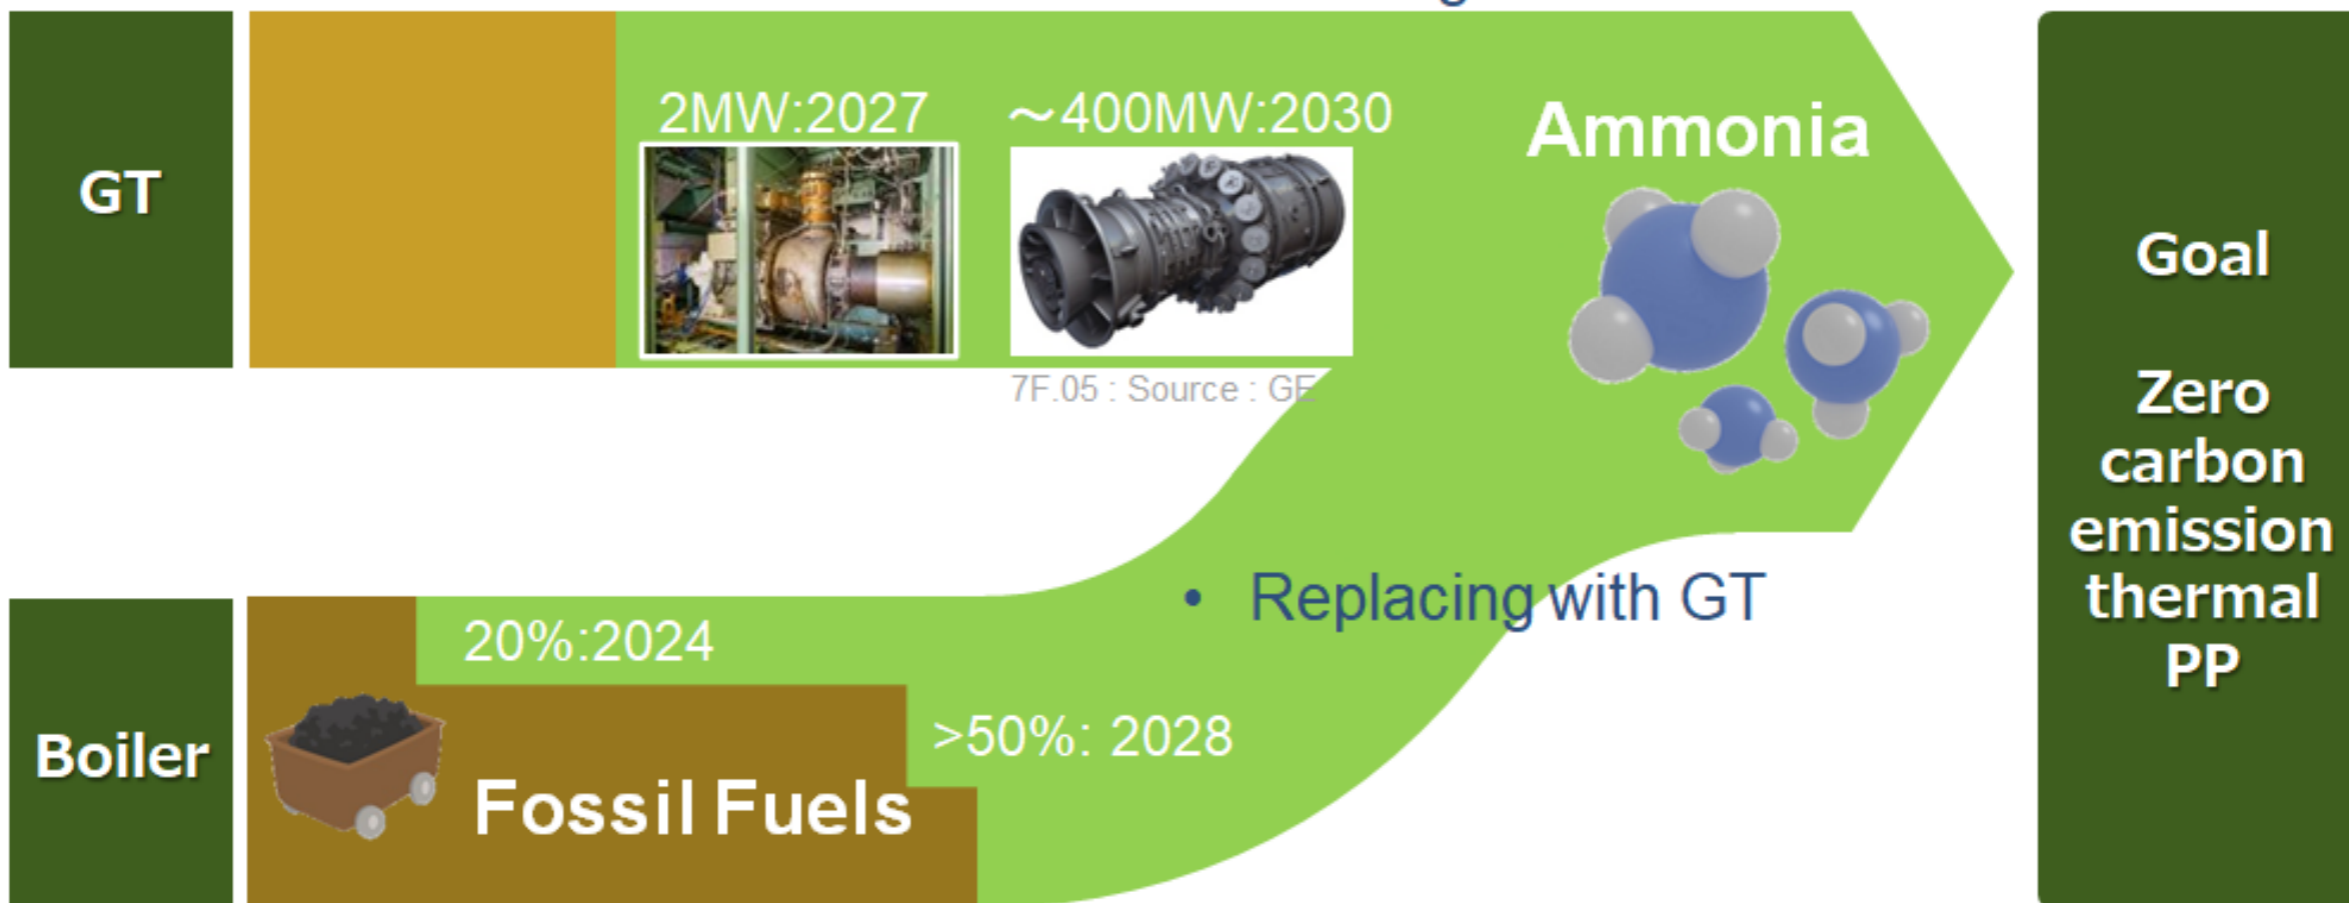 GT
2MW:2027
～400MW:2030
Ammonia
7F.05 : Source : GE
Goal
Zero
carbon
emission
thermal
PP
• Replacing with GT
Boiler
20%:2024
>50%: 2028
Fossil Fuels